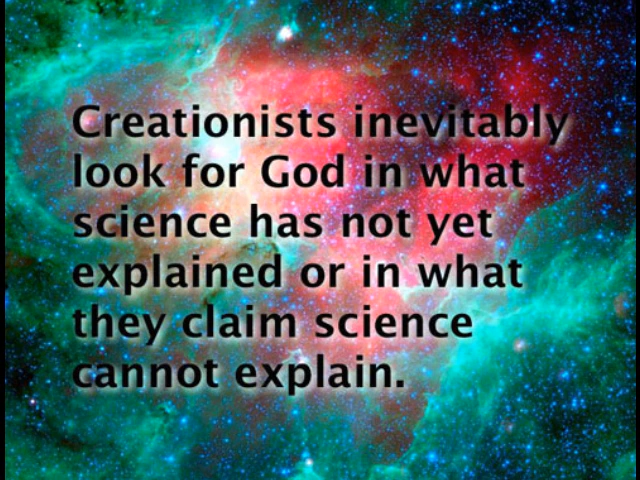 Creationists inevitably
look for God in what
science has not yet
explained or in what
they claim science
cannot explain.